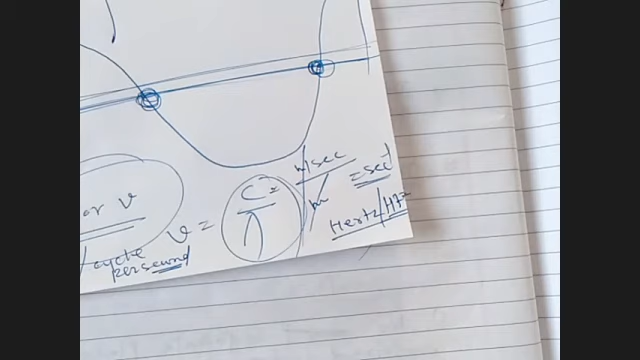 or ν
/cycle
per second
ν = C/λ = m/sec/m = sec⁻¹
Hertz/Hz